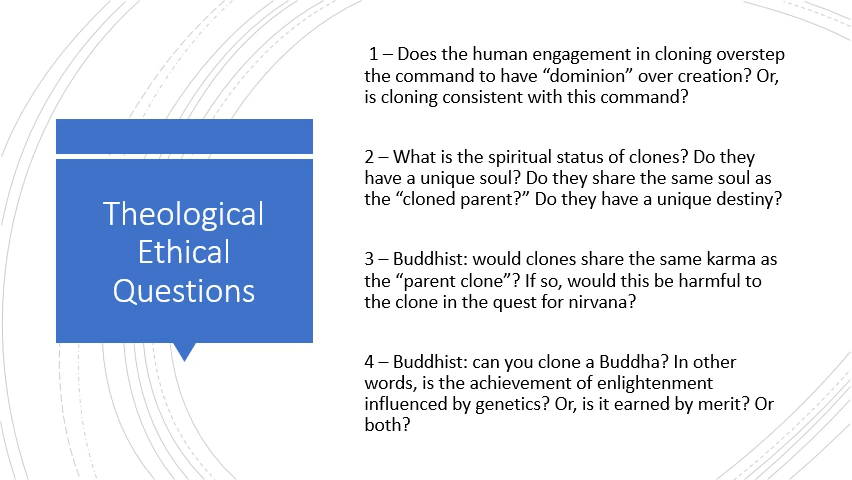 Theological
Ethical
Questions
1 – Does the human engagement in cloning overstep
the command to have “dominion” over creation? Or,
is cloning consistent with this command?
2 – What is the spiritual status of clones? Do they
have a unique soul? Do they share the same soul as
the “cloned parent?” Do they have a unique destiny?
3 – Buddhist: would clones share the same karma as
the “parent clone”? If so, would this be harmful to
the clone in the quest for nirvana?
4 – Buddhist: can you clone a Buddha? In other
words, is the achievement of enlightenment
influenced by genetics? Or, is it earned by merit? Or
both?